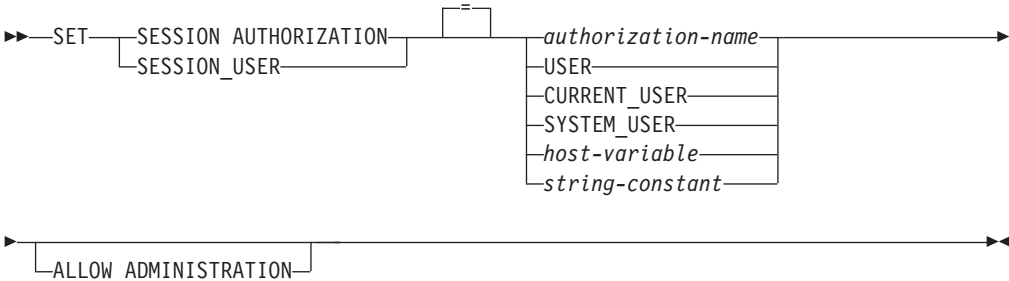 =
SET SESSION AUTHORIZATION authorization-name
SESSION_USER USER
CURRENT_USER
SYSTEM_USER
host-variable
string-constant
ALLOW ADMINISTRATION